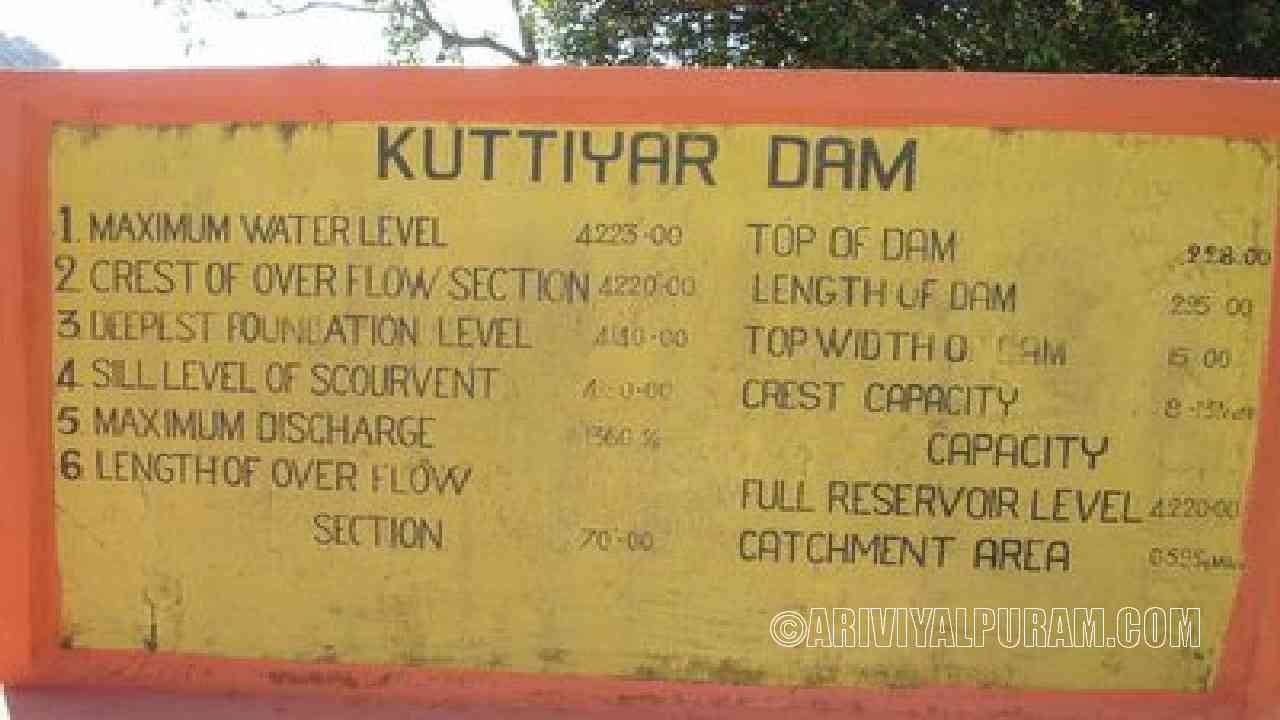 KUTTIYAR DAM
1. MAXIMUM WATER LEVEL 4223·00
2 CREST OF OVER FLOW SECTION 4220·00
3 DEEPEST FOUNDATION LEVEL
4 SILL LEVEL OF SCOURVENT
5 MAXIMUM DISCHARGE
6 LENGTH OF OVER FLOW
SECTION 70·00
TOP OF DAM
LENGTH OF DAM 295 00
TOP WIDTH DAM 15 00
CREST CAPACITY
CAPACITY
FULL RESERVOIR LEVEL 4220·00
CATCHMENT AREA
©ARIVIYALPURAM.COM